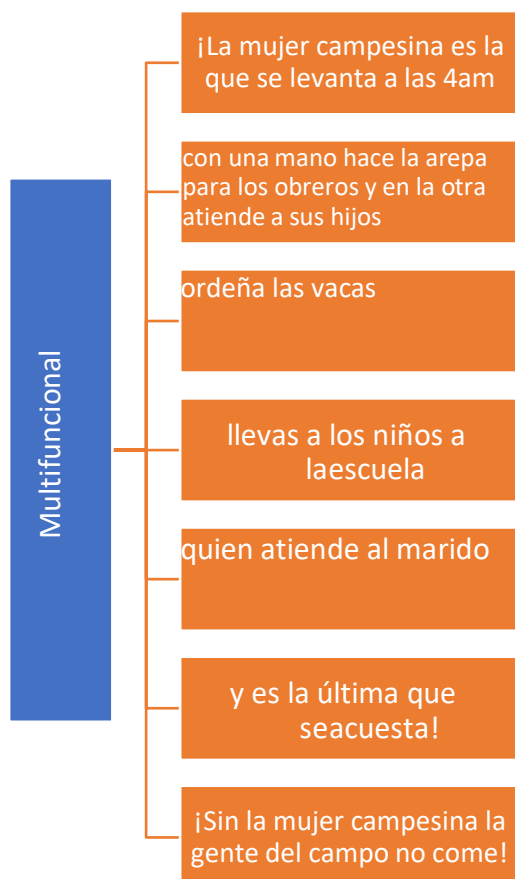 Multifuncional
¡La mujer campesina es la
que se levanta a las 4am
con una mano hace la arepa
para los obreros y en la otra
atiende a sus hijos
ordeña las vacas
llevas a los niños a
laescuela
quien atiende al marido
y es la última que
seacuesta!
¡Sin la mujer campesina la
gente del campo no come!